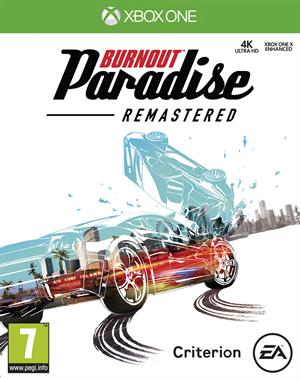 XBOX ONE
4K
ULTRA HD
XBOX ONE X
ENHANCED
BURNOUT
Paradise
REMASTERED
7
www.pegi.info
Criterion
EA